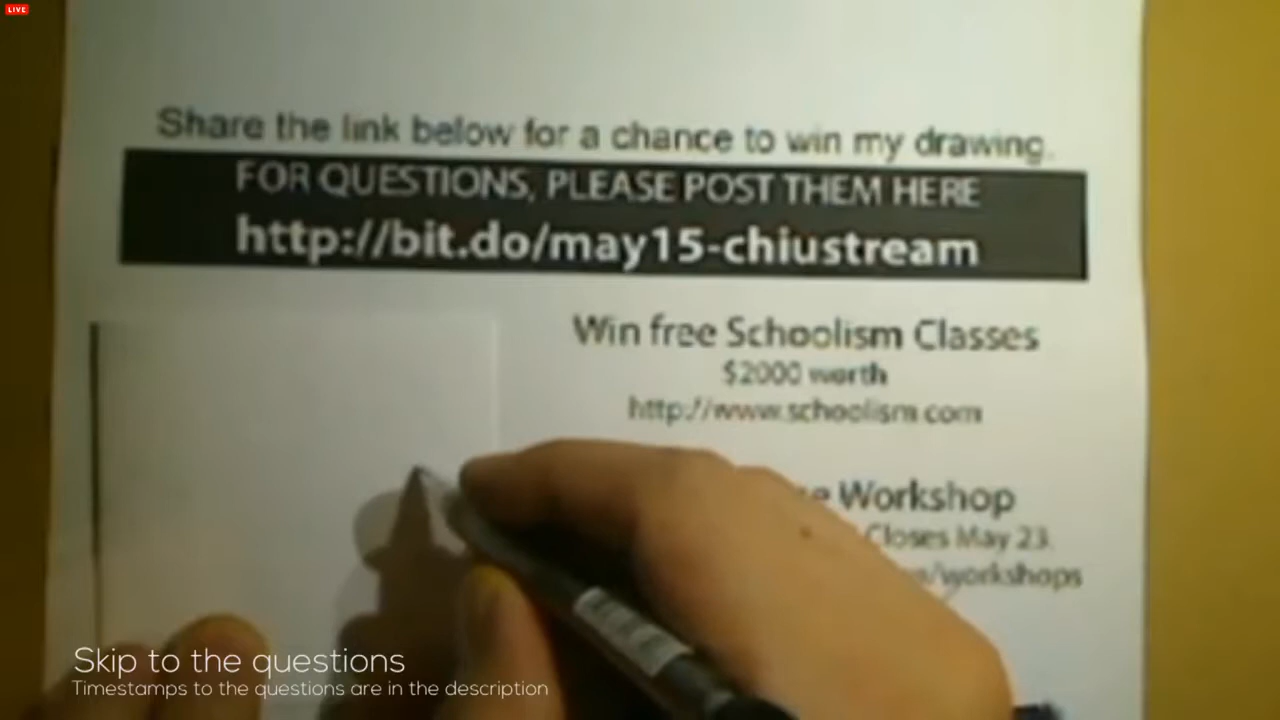 LIVE
Share the link below for a chance to win my drawing.
FOR QUESTIONS, PLEASE POST THEM HERE
http://bit.do/may15-chiustream
Win free Schoolism Classes
$2000 worth
http://www.schoolism.com
Workshop
Closes May 23.
/workshops
Skip to the questions
Timestamps to the questions are in the description